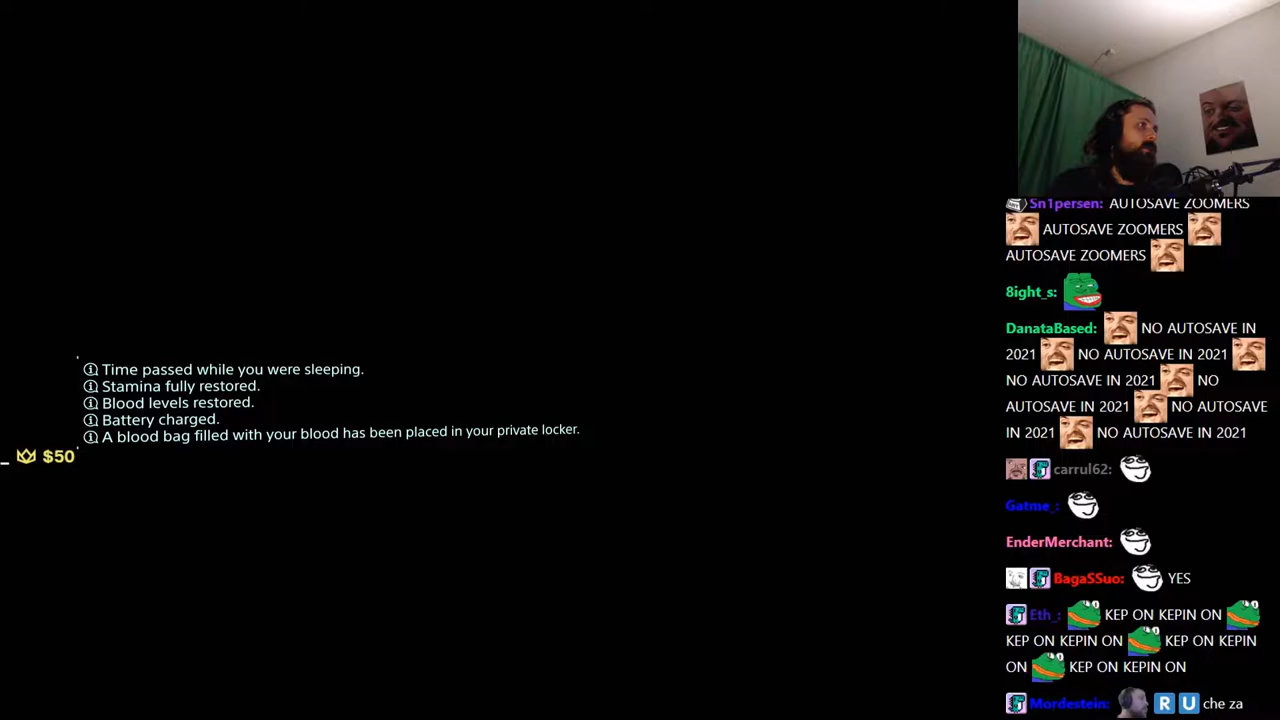 Sn1persen: AUTOSAVE ZOOMERS
AUTOSAVE ZOOMERS
AUTOSAVE ZOOMERS
8ight_s:
DanataBased: NO AUTOSAVE IN
2021 NO AUTOSAVE IN 2021
NO AUTOSAVE IN 2021 NO
AUTOSAVE IN 2021 NO AUTOSAVE
IN 2021 NO AUTOSAVE IN 2021
Time passed while you were sleeping.
Stamina fully restored.
Blood levels restored.
Battery charged.
A blood bag filled with your blood has been placed in your private locker.
$50
carrul62:
Gatme_:
EnderMerchant:
BagaSSuo: YES
Eth_: KEP ON KEPIN ON
KEP ON KEPIN ON KEP ON KEPIN
ON KEP ON KEPIN ON
Mordestein: R U che za